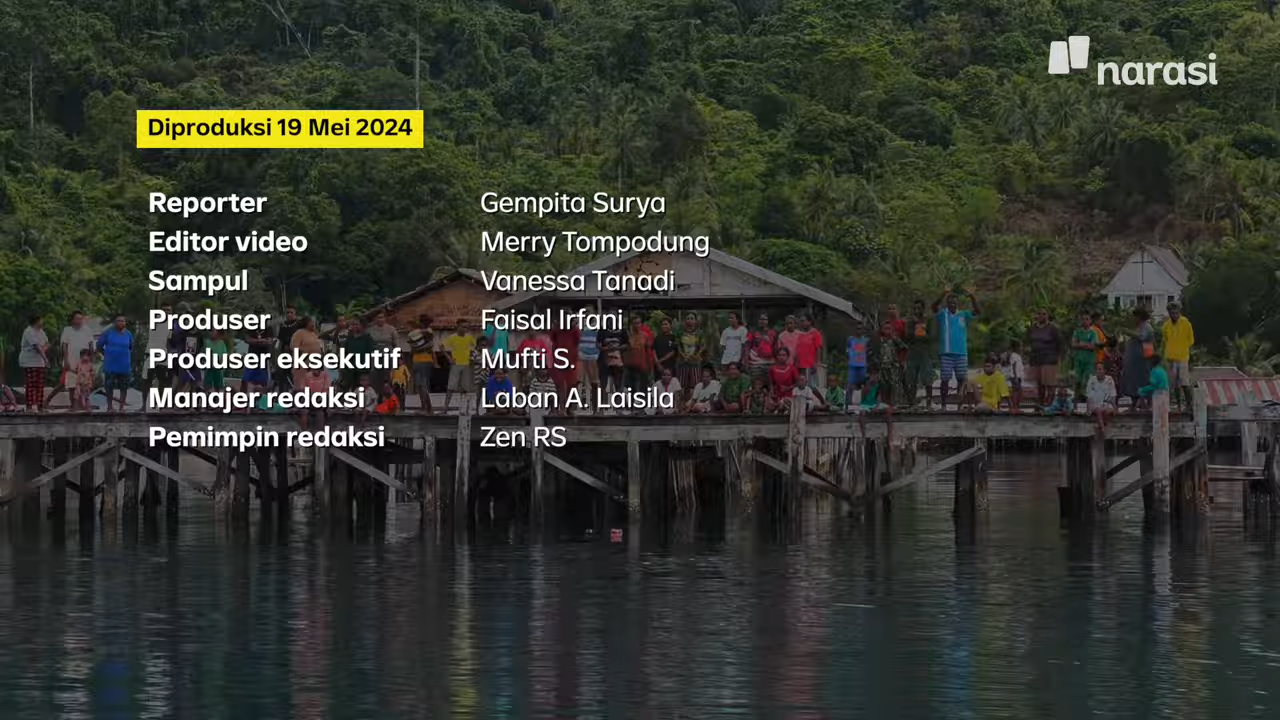 narasi
Diproduksi 19 Mei 2024
Reporter Gempita Surya
Editor video Merry Tompodung
Sampul Vanessa Tanadi
Produser Faisal Irfani
Produser eksekutif Mufti S.
Manajer redaksi Laban A. Laisila
Pemimpin redaksi Zen RS